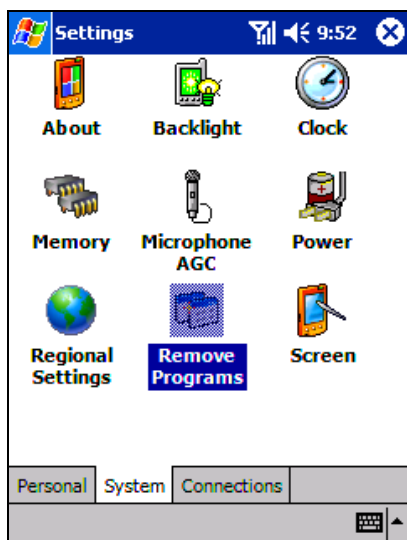 Settings 9:52
About Backlight Clock
Memory Microphone AGC Power
Regional Settings Remove Programs Screen
Personal System Connections